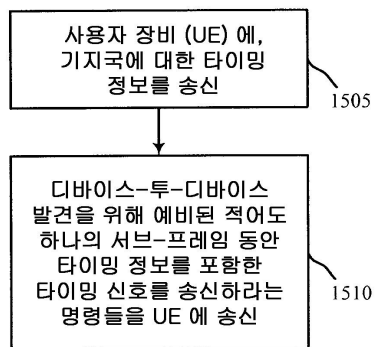 사용자 장비 (UE) 에,
기지국에 대한 타이밍
정보를 송신
1505
디바이스-투-디바이스
발견을 위해 예비된 적어도
하나의 서브-프레임 동안
타이밍 정보를 포함한
타이밍 신호를 송신하라는
명령들을 UE 에 송신
1510